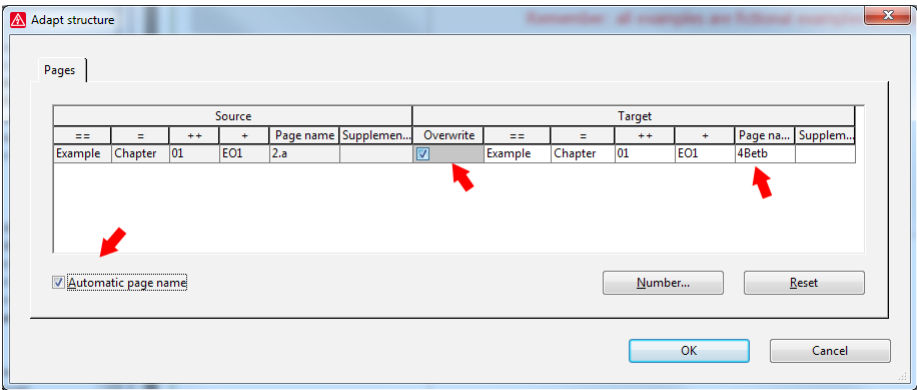 Adapt structure
Remember: all examples are fictional examples
Pages
Source Target
== = ++ + Page name Supplemen... Overwrite == = ++ + Page na... Supplem...
Example Chapter 01 EO1 2.a Example Chapter 01 EO1 4Betb
Automatic page name
Number... Reset
OK Cancel